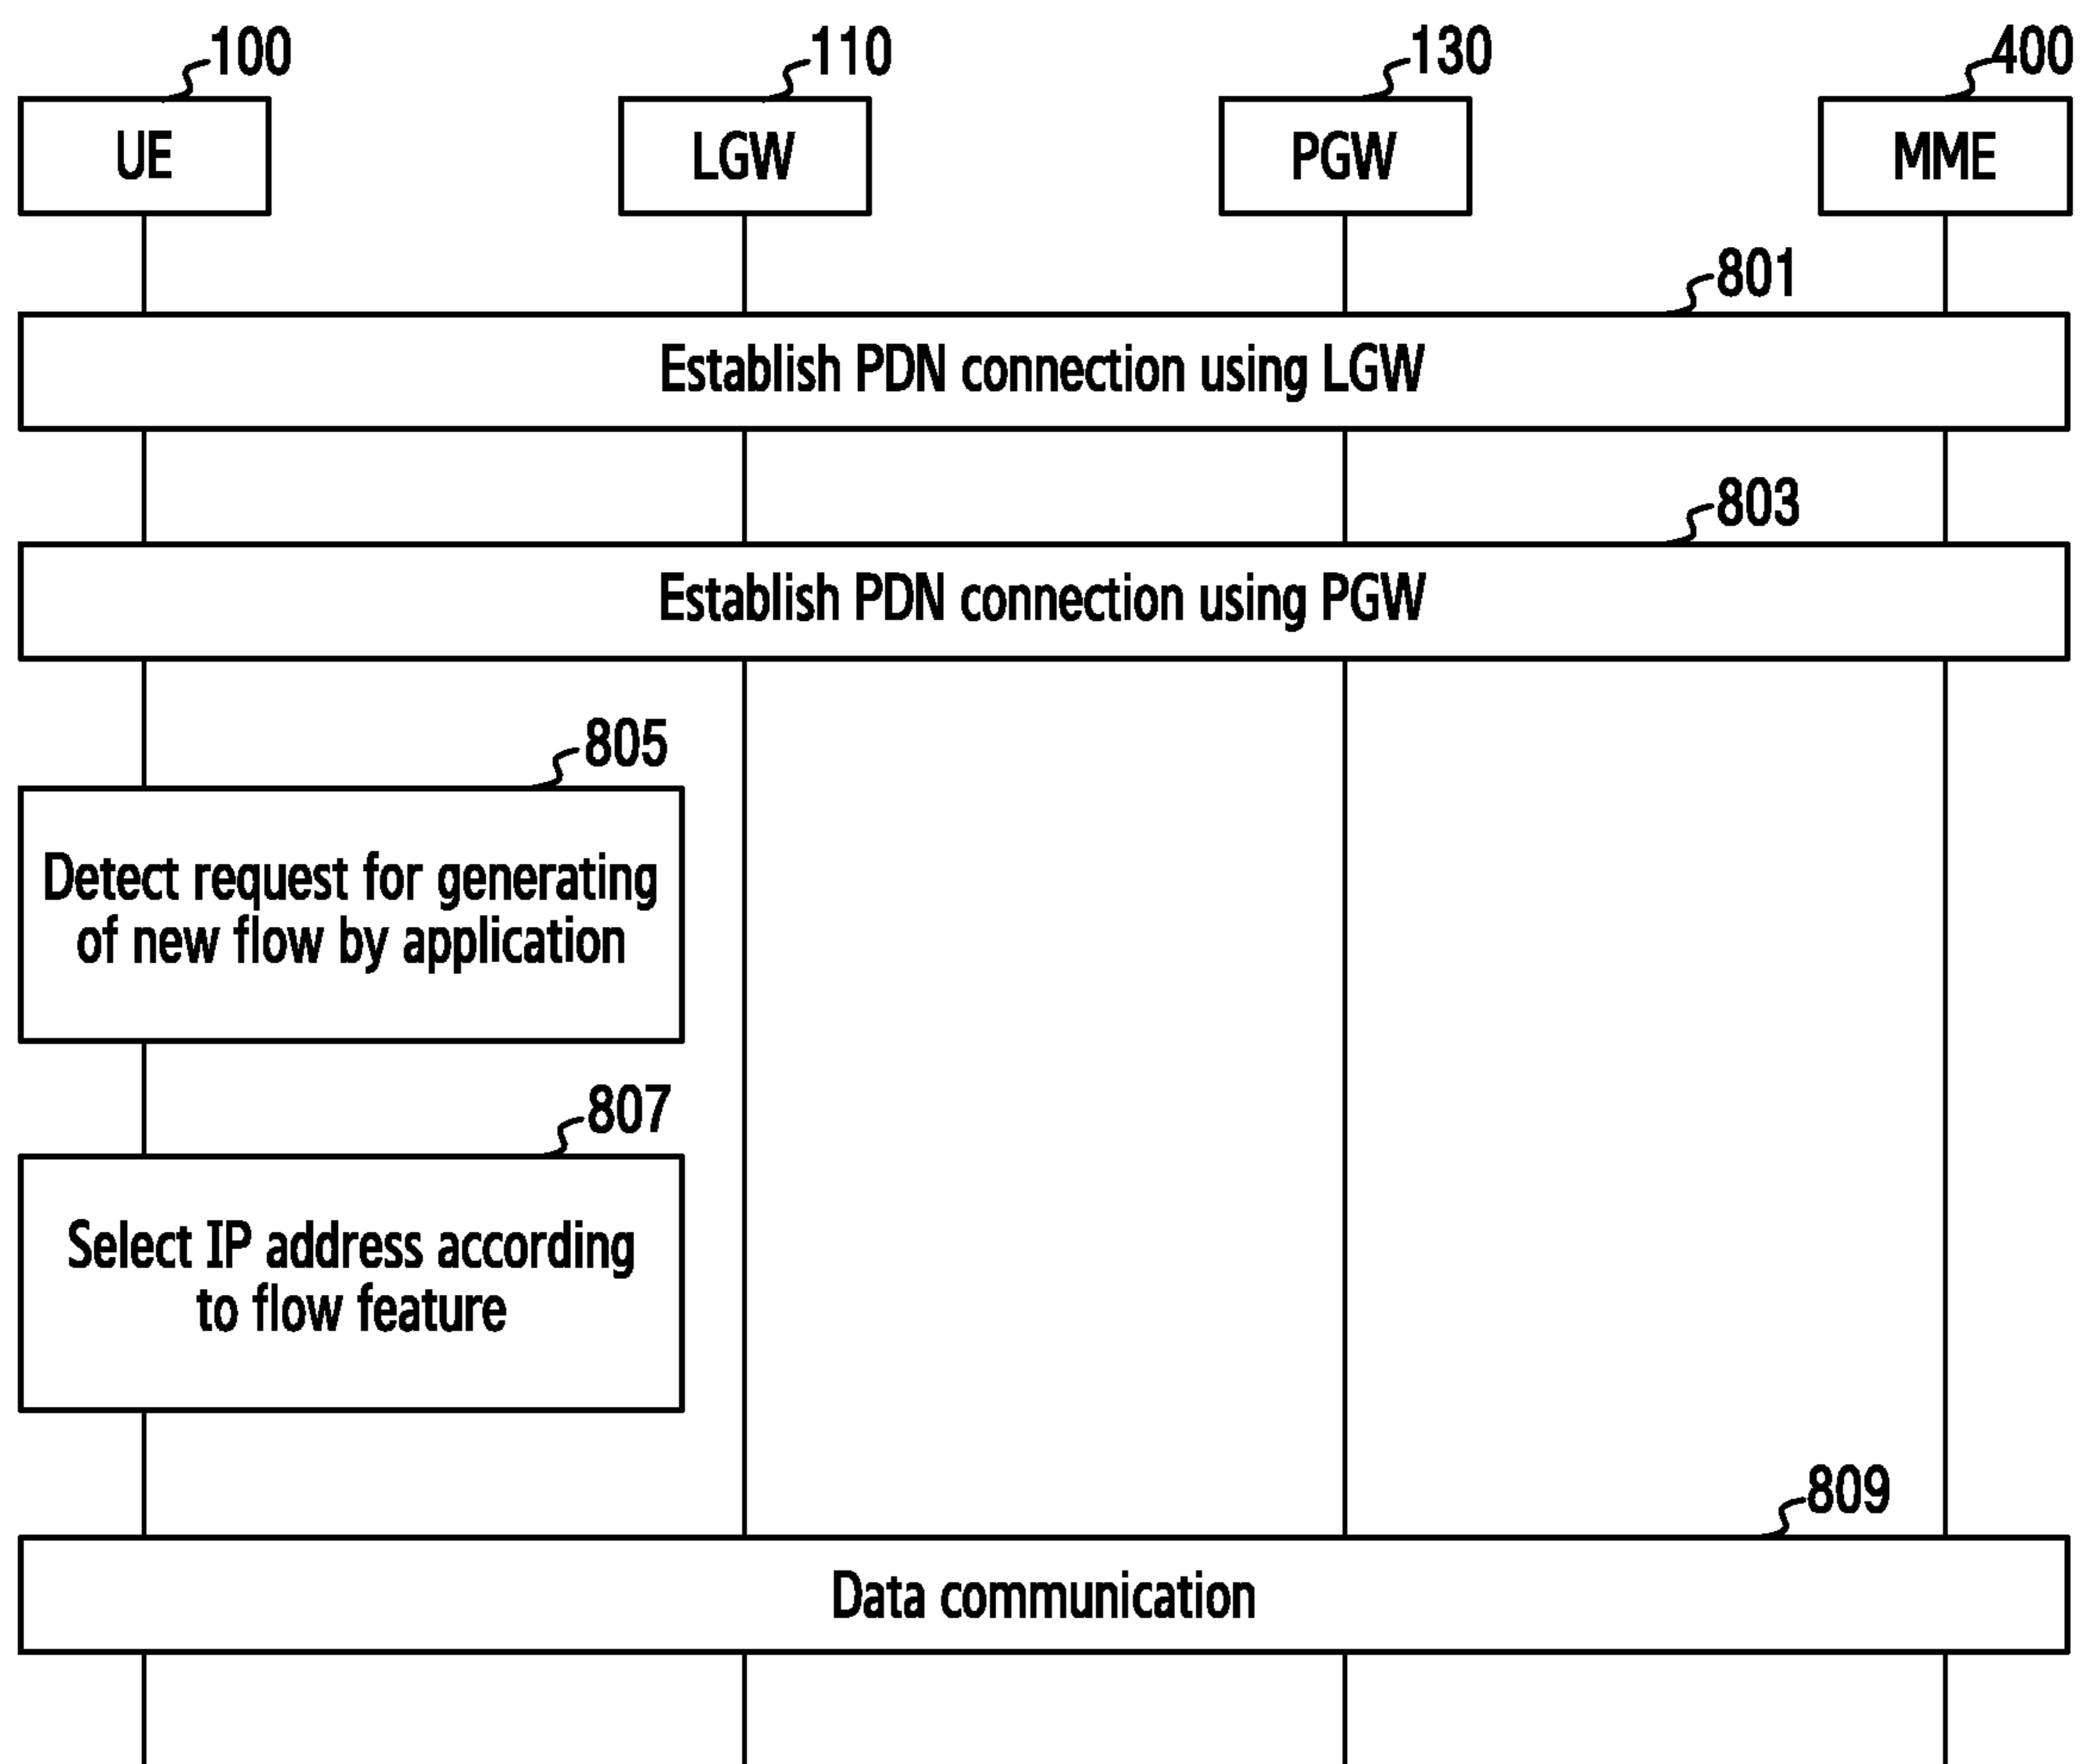 100
110
130
400
UE
LGW
PGW
MME
801
Establish PDN connection using LGW
803
Establish PDN connection using PGW
805
Detect request for generating
of new flow by application
807
Select IP address according
to flow feature
809
Data communication